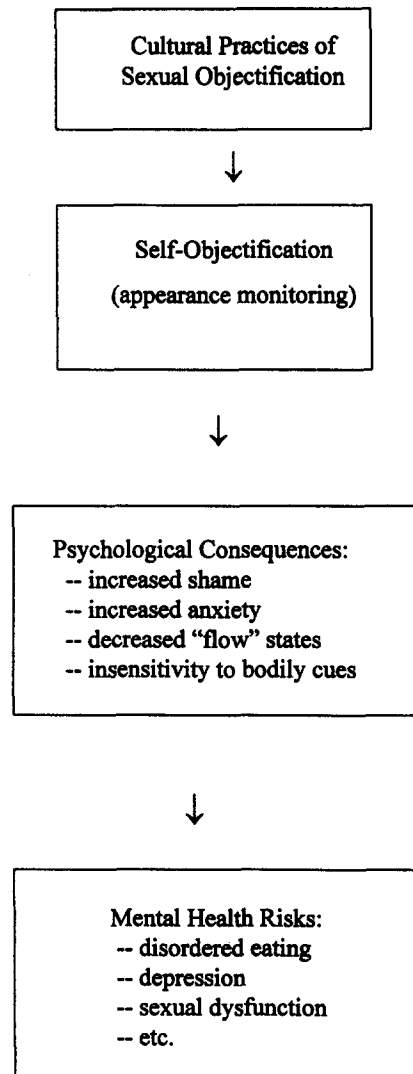 Cultural Practices of
Sexual Objectification
↓
Self-Objectification
(appearance monitoring)
↓
Psychological Consequences:
-- increased shame
-- increased anxiety
-- decreased “flow” states
-- insensitivity to bodily cues
↓
Mental Health Risks:
-- disordered eating
-- depression
-- sexual dysfunction
-- etc.